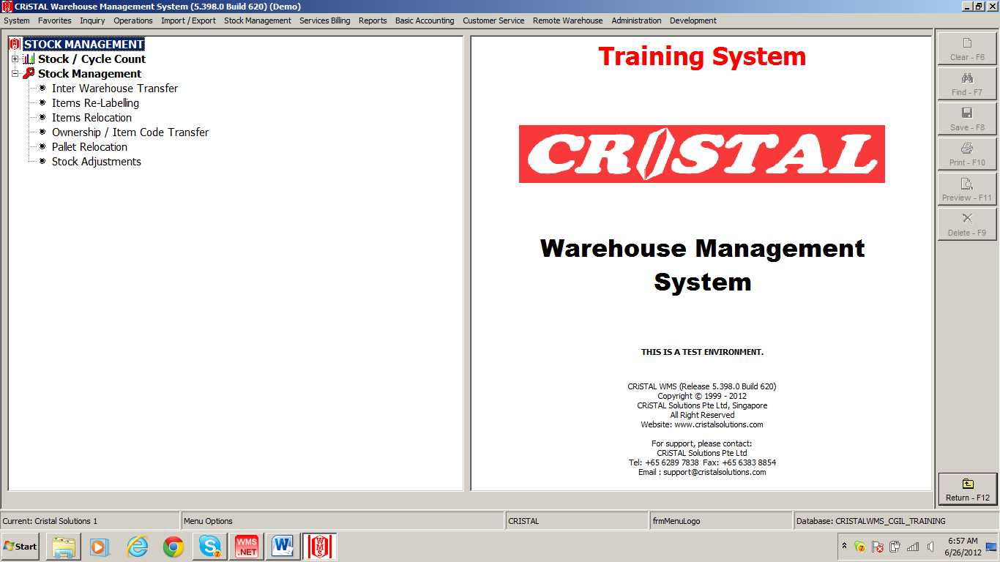 CRiSTAL Warehouse Management System (5.398.0 Build 620) (Demo)
System Favorites Inquiry Operations Import / Export Stock Management Services Billing Reports Basic Accounting Customer Service Remote Warehouse Administration Development
STOCK MANAGEMENT
Stock / Cycle Count
Stock Management
Inter Warehouse Transfer
Items Re-Labelling
Items Relocation
Ownership / Item Code Transfer
Pallet Relocation
Stock Adjustments
Training System
CRISTAL
Warehouse Management
System
THIS IS A TEST ENVIRONMENT.
CRiSTAL WMS (Release 5.398.0 Build 620)
Copyright © 1999 - 2012
CRiSTAL Solutions Pte Ltd, Singapore
All Right Reserved
Website: www.cristalsolutions.com
For support, please contact:
CRiSTAL Solutions Pte Ltd
Tel: +65 6289 7838 Fax: +65 6383 8854
Email : support@cristalsolutions.com
Clear - F6
Find - F7
Save - F8
Print - F10
Preview - F11
Delete - F9
Return - F12
Current: Cristal Solutions 1
Menu Options
CRISTAL
frmMenuLogo
Database: CRISTALWMS_CGIL_TRAINING
Start
WMS
.NET
WMS
6:57 AM
6/26/2012